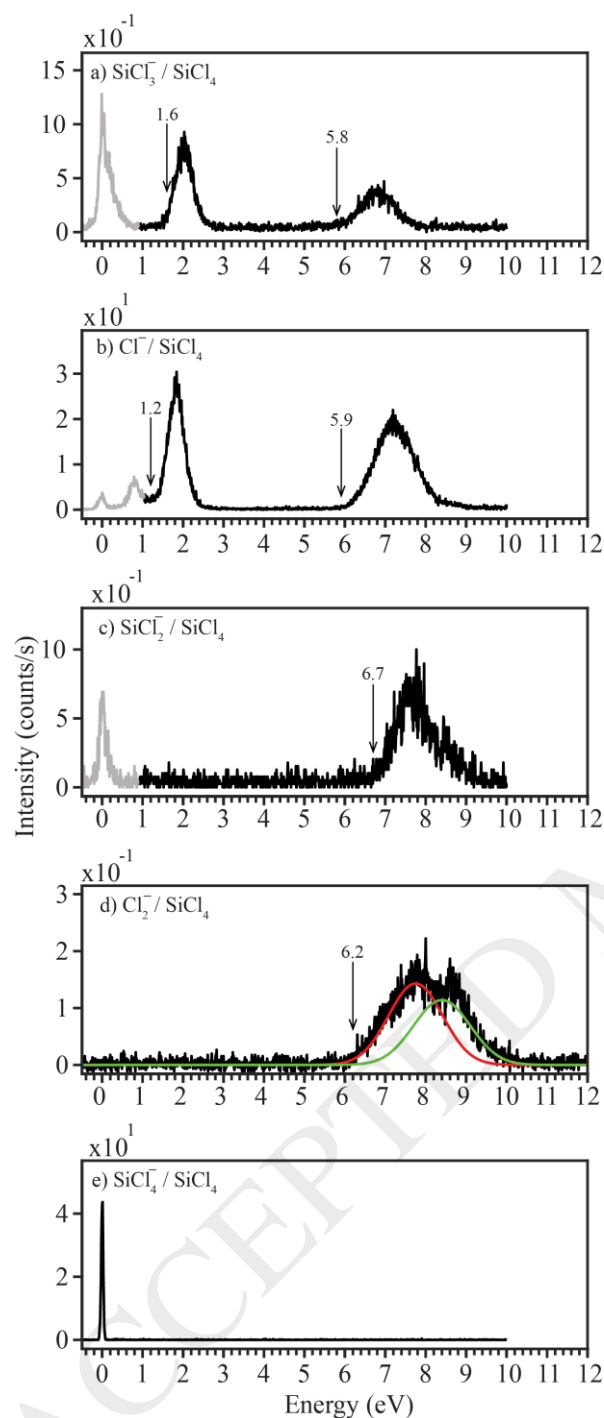 x10⁻¹
a) SiCl₃⁻ / SiCl₄
15
10
5
0
1.6
5.8
0 1 2 3 4 5 6 7 8 9 10 11 12
x10¹
b) Cl⁻ / SiCl₄
3
2
1
0
1.2
5.9
0 1 2 3 4 5 6 7 8 9 10 11 12
x10⁻¹
c) SiCl₂⁻ / SiCl₄
10
5
0
6.7
0 1 2 3 4 5 6 7 8 9 10 11 12
Intensity (counts/s)
x10⁻¹
d) Cl₂⁻ / SiCl₄
3
2
1
0
6.2
0 1 2 3 4 5 6 7 8 9 10 11 12
x10¹
e) SiCl₄⁻ / SiCl₄
4
2
0
0 1 2 3 4 5 6 7 8 9 10 11 12
Energy (eV)
ACCEPTED M